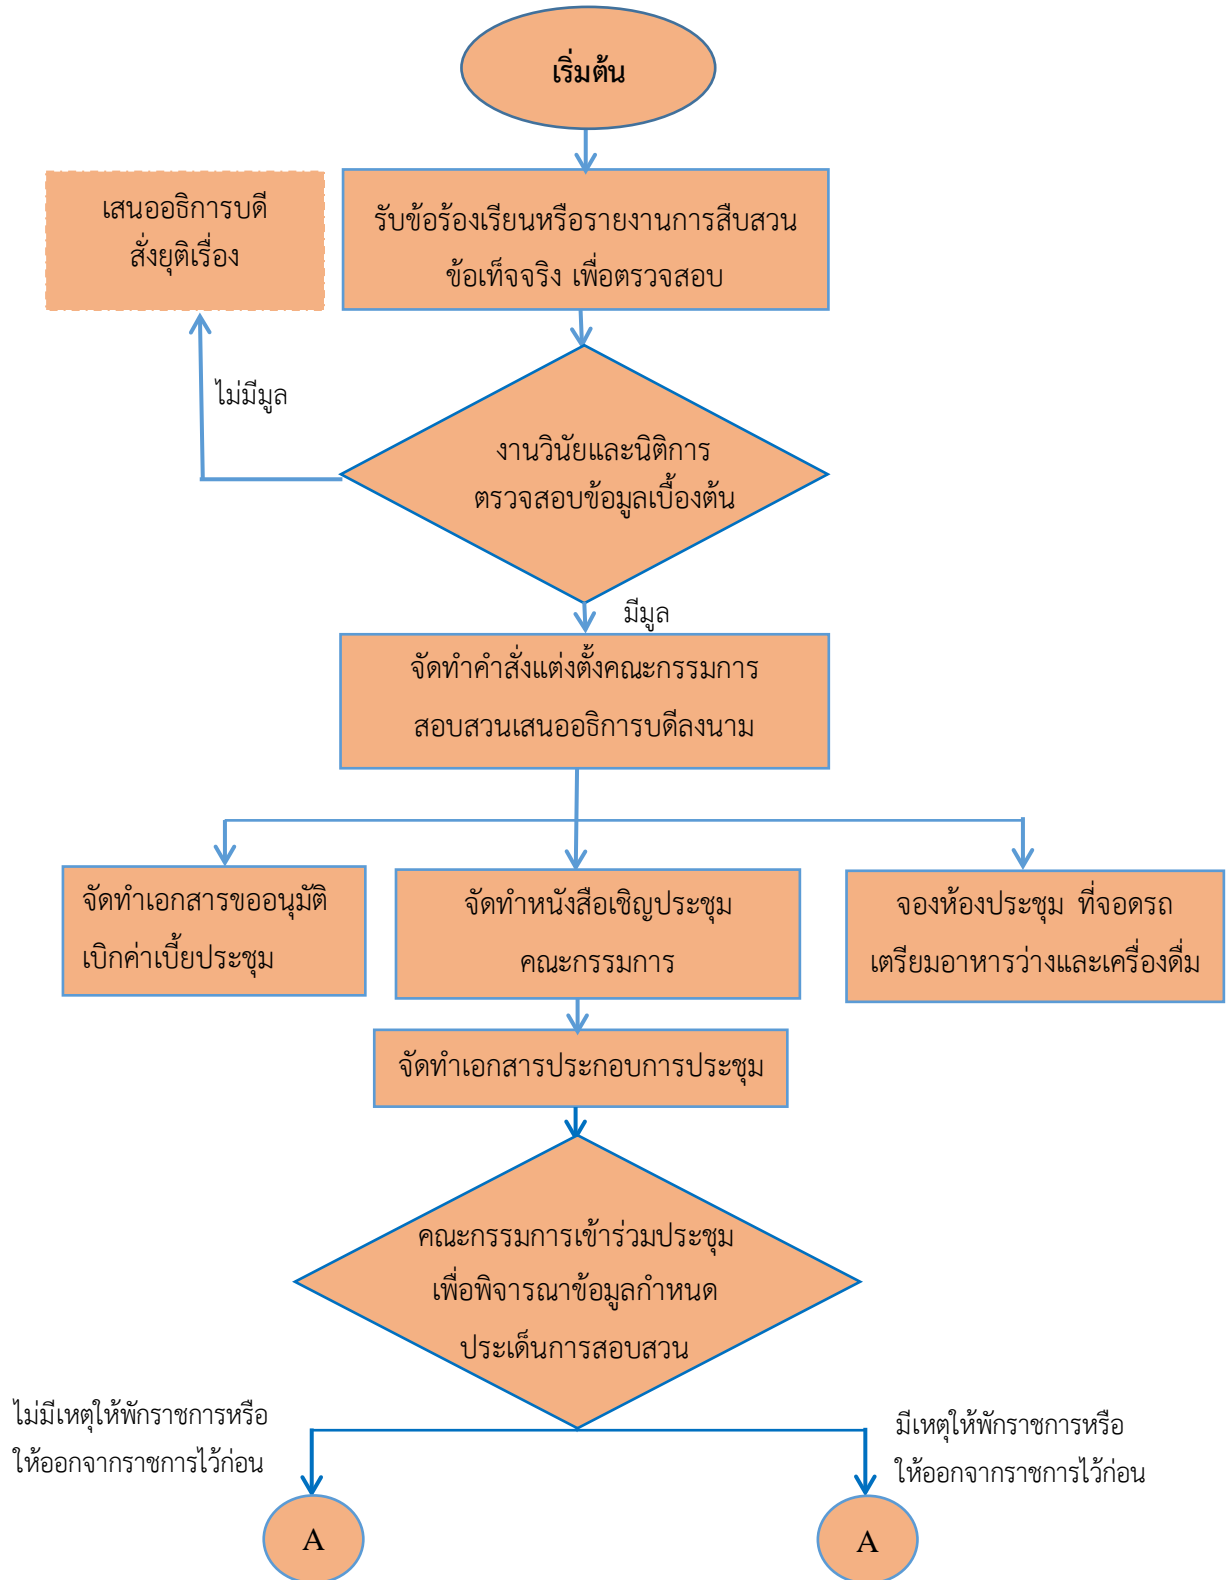 เริ่มต้น
เสนออธิการบดี
สั่งยุติเรื่อง
รับข้อร้องเรียนหรือรายงานการสืบสวน
ข้อเท็จจริง เพื่อตรวจสอบ
ไม่มีมูล
งานวินัยและนิติการ
ตรวจสอบข้อมูลเบื้องต้น
มีมูล
จัดทำคำสั่งแต่งตั้งคณะกรรมการ
สอบสวนเสนออธิการบดีลงนาม
จัดทำเอกสารขออนุมัติ
เบิกค่าเบี้ยประชุม
จัดทำหนังสือเชิญประชุม
คณะกรรมการ
จองห้องประชุม ที่จอดรถ
เตรียมอาหารว่างและเครื่องดื่ม
จัดทำเอกสารประกอบการประชุม
คณะกรรมการเข้าร่วมประชุม
เพื่อพิจารณาข้อมูลกำหนด
ประเด็นการสอบสวน
ไม่มีเหตุให้พักราชการหรือ
ให้ออกจากราชการไว้ก่อน
มีเหตุให้พักราชการหรือ
ให้ออกจากราชการไว้ก่อน
A
A